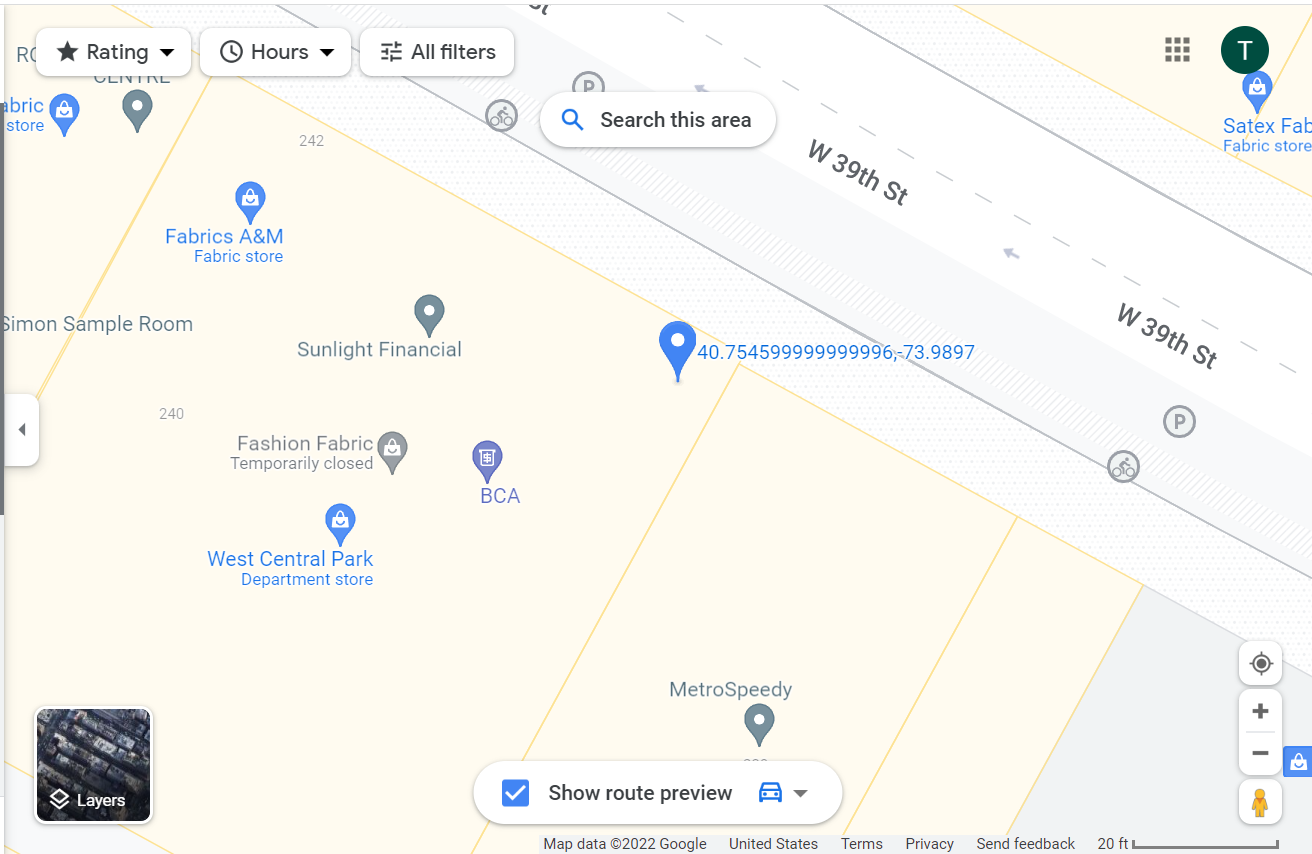 St
Rating
Hours
All filters
T
CENTRE
abric
store
242
Search this area
W 39th St
Satex Fab
Fabric store
Fabrics A&M
Fabric store
Simon Sample Room
Sunlight Financial
40.754599999999996,-73.9897
W 39th St
P
P
240
Fashion Fabric
Temporarily closed
BCA
West Central Park
Department store
MetroSpeedy
Layers
Show route preview
Map data ©2022 Google
United States
Terms
Privacy
Send feedback
20 ft